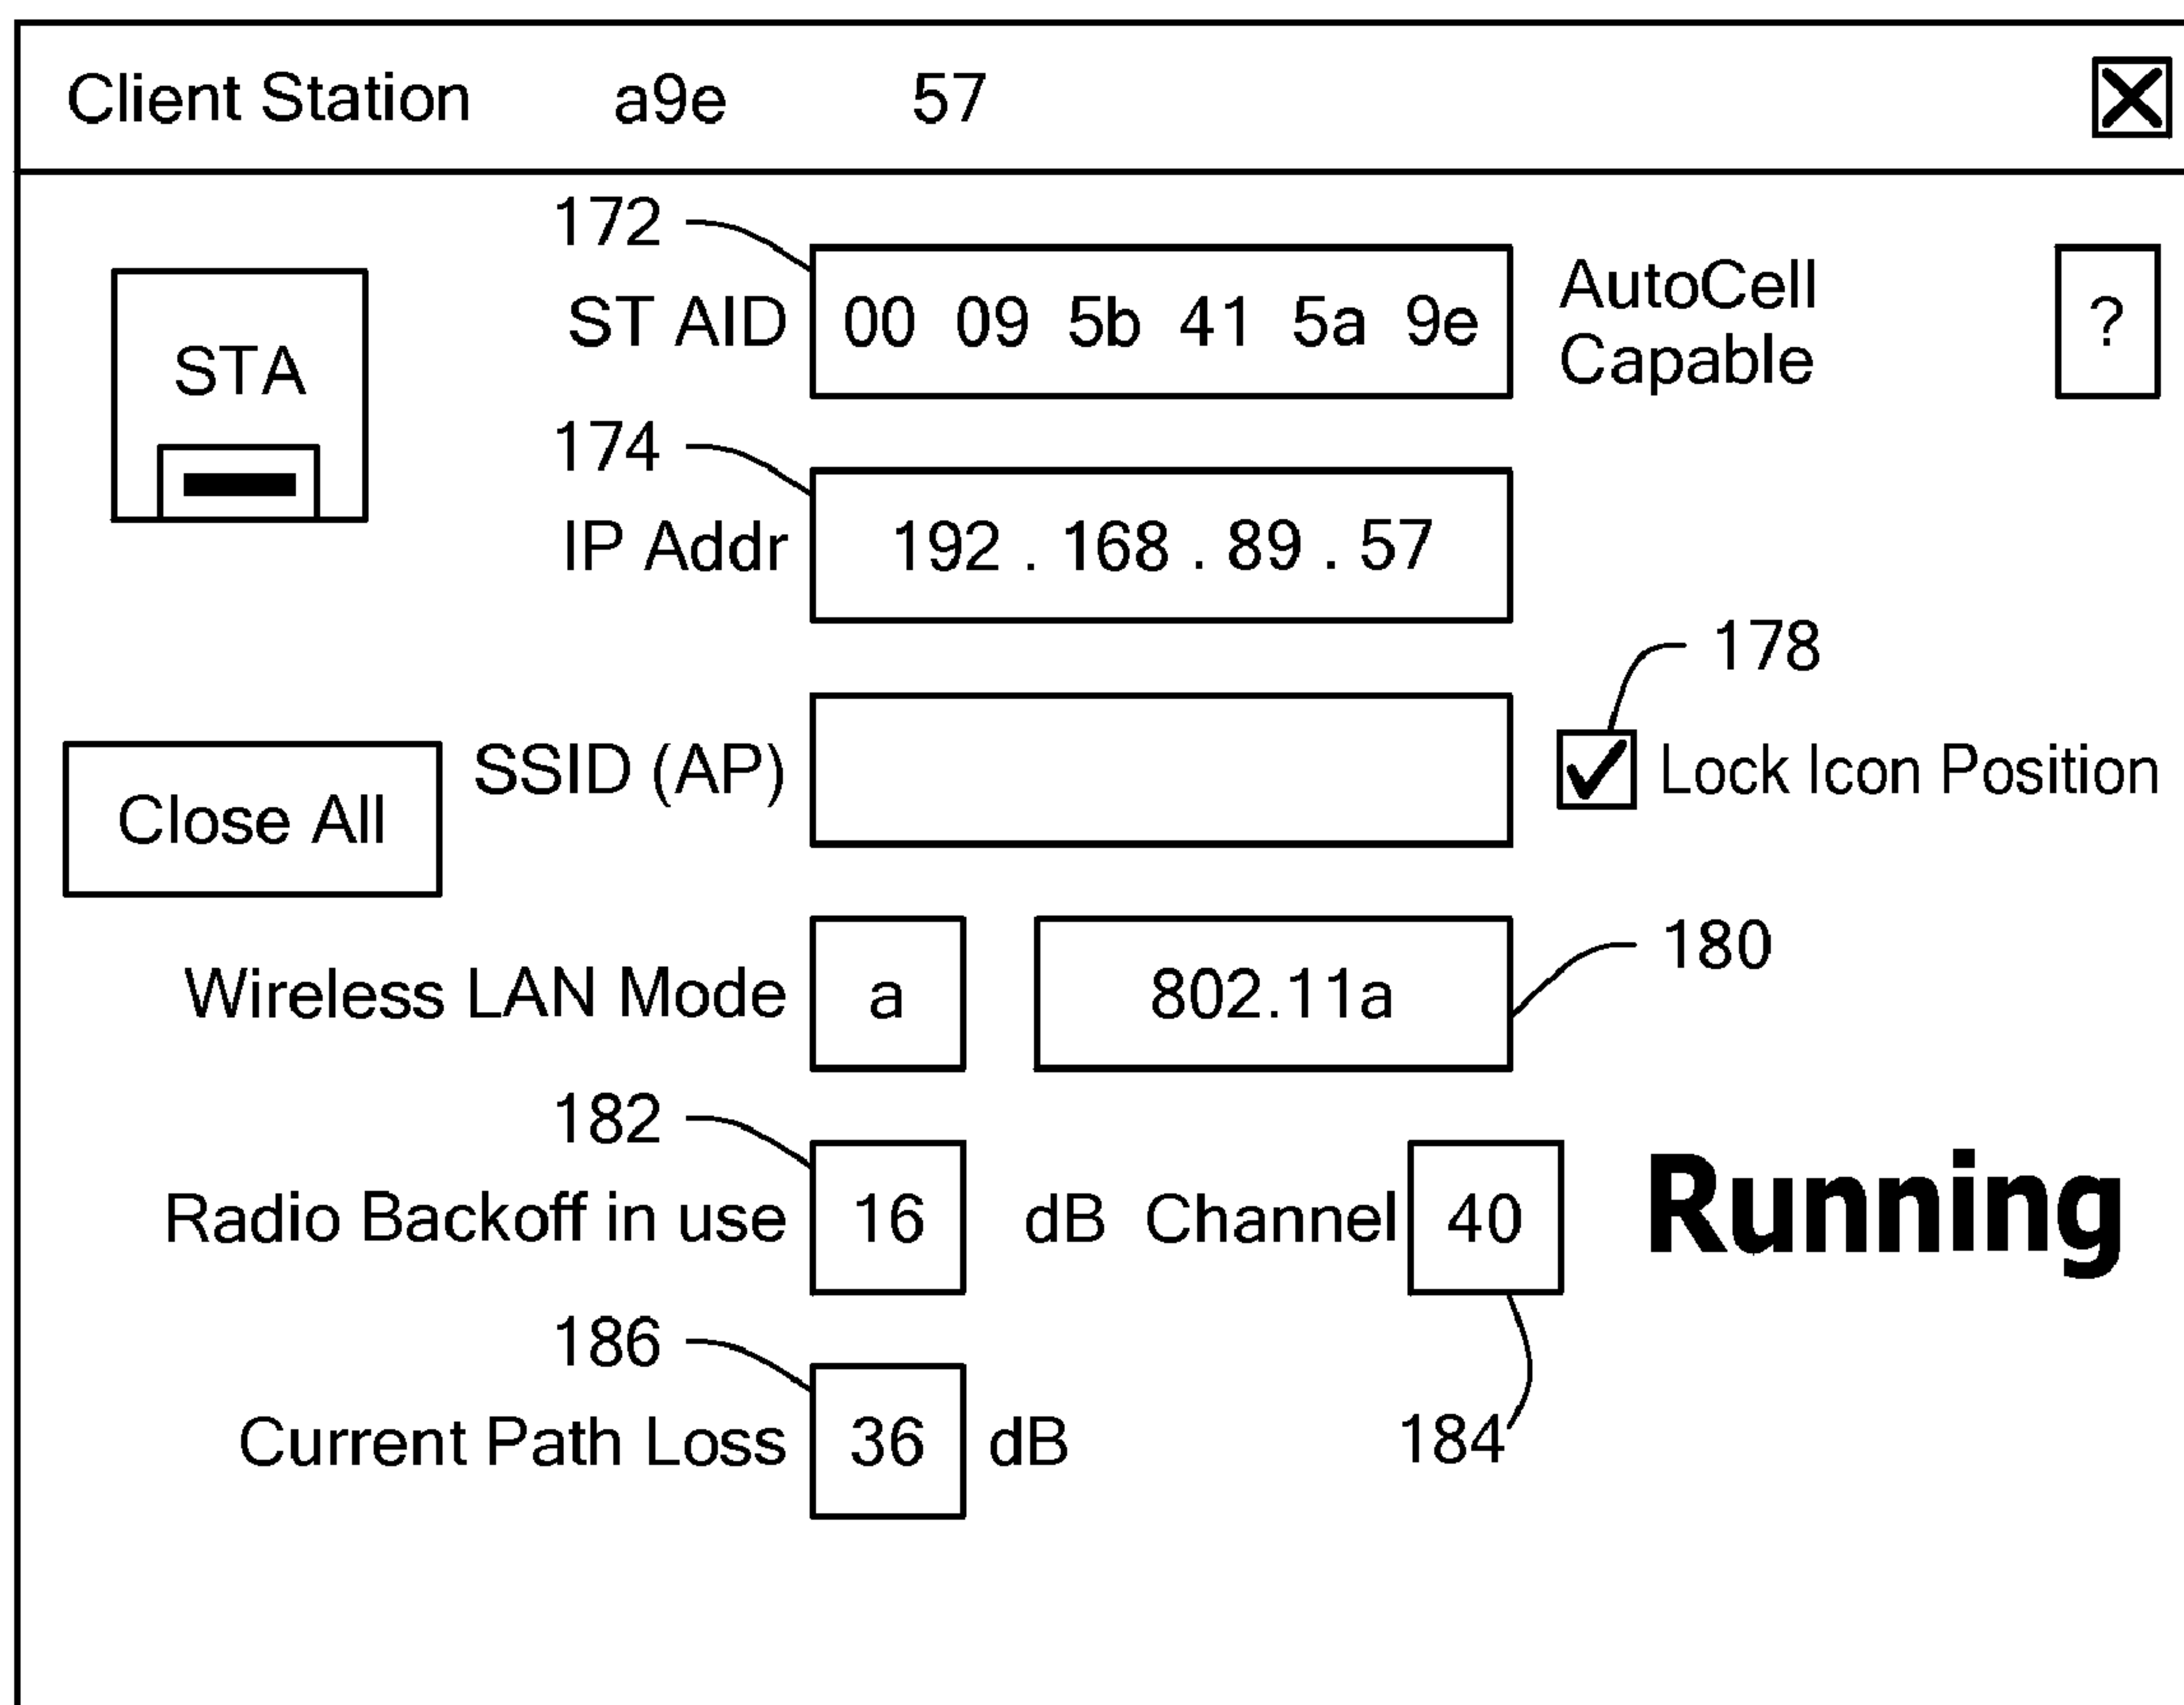 Client Station a9e 57
172
ST AID 00 09 5b 41 5a 9e AutoCell Capable ?
STA
174
IP Addr 192 . 168 . 89 . 57
178
SSID (AP) Lock Icon Position
Close All
180
Wireless LAN Mode a 802.11a
182
Radio Backoff in use 16 dB Channel 40 Running
186
184
Current Path Loss 36 dB